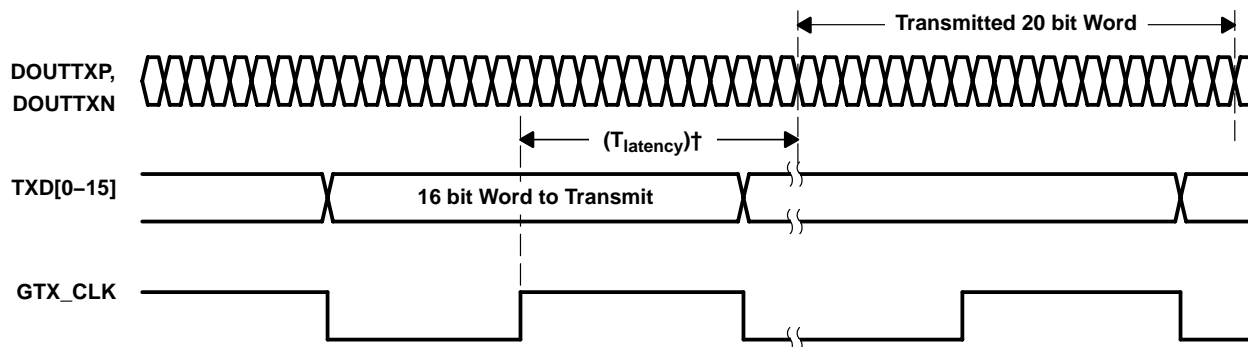 Transmitted 20 bit Word
DOUTTXP,
DOUTTXN
(Tlatency)†
TXD[0–15]
16 bit Word to Transmit
GTX_CLK